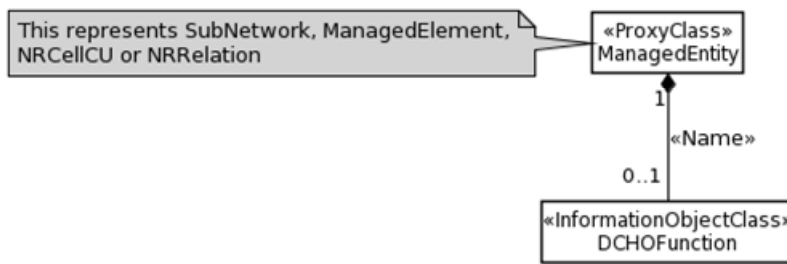 This represents SubNetwork, ManagedElement,
NRCellCU or NRRelation
«ProxyClass»
ManagedEntity
1
«Name»
0..1
«InformationObjectClass»
DCHOFunction